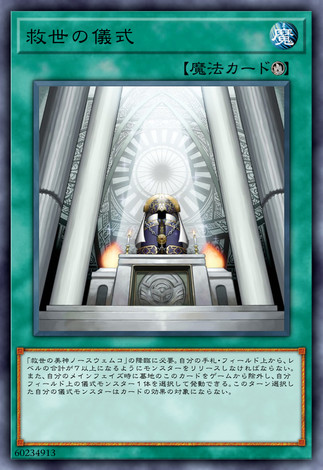 救世の儀式
魔
【魔法カード】
「救世の美神ノースウェムコ」の降臨に必要。自分の手札・フィールド上から、レ
ベルの合計が7以上になるようにモンスターをリリースしなければならない。
また、自分のメインフェイズ時に墓地のこのカードをゲームから除外し、自分
フィールド上の儀式モンスター1体を選択して発動できる。このターン選択し
た自分の儀式モンスターはカードの効果の対象にならない。
60234913